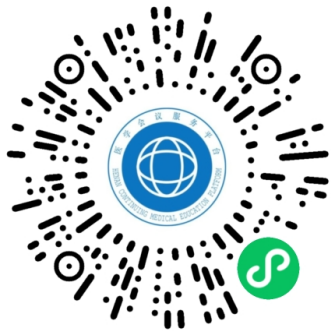 医学会议服务平台
HENAN CONTINUING MEDICAL EDUCATION PLATFORM